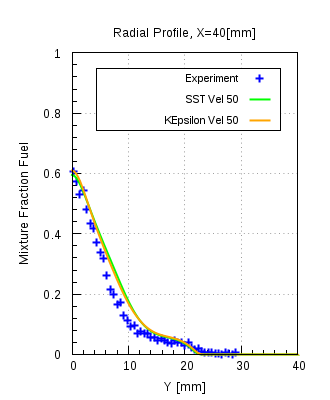 Radial Profile, X=40[mm]
1
Experiment
SST Vel 50
KEpsilon Vel 50
0.8
0.6
0.4
0.2
0
Mixture Fraction Fuel
0 10 20 30 40
Y [mm]